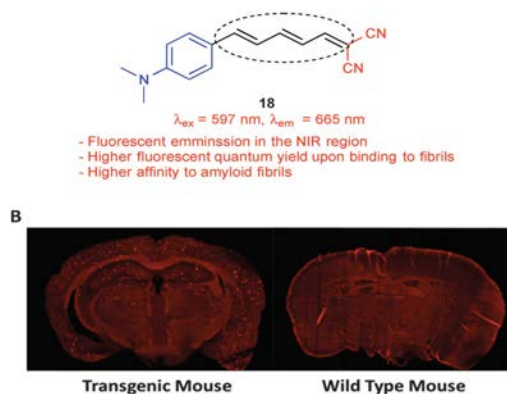 CN
N
CN
18
λex = 597 nm, λem = 665 nm
- Fluorescent emminssion in the NIR region
- Higher fluorescent quantum yield upon binding to fibrils
- Higher affinity to amyloid fibrils
B
Transgenic Mouse Wild Type Mouse